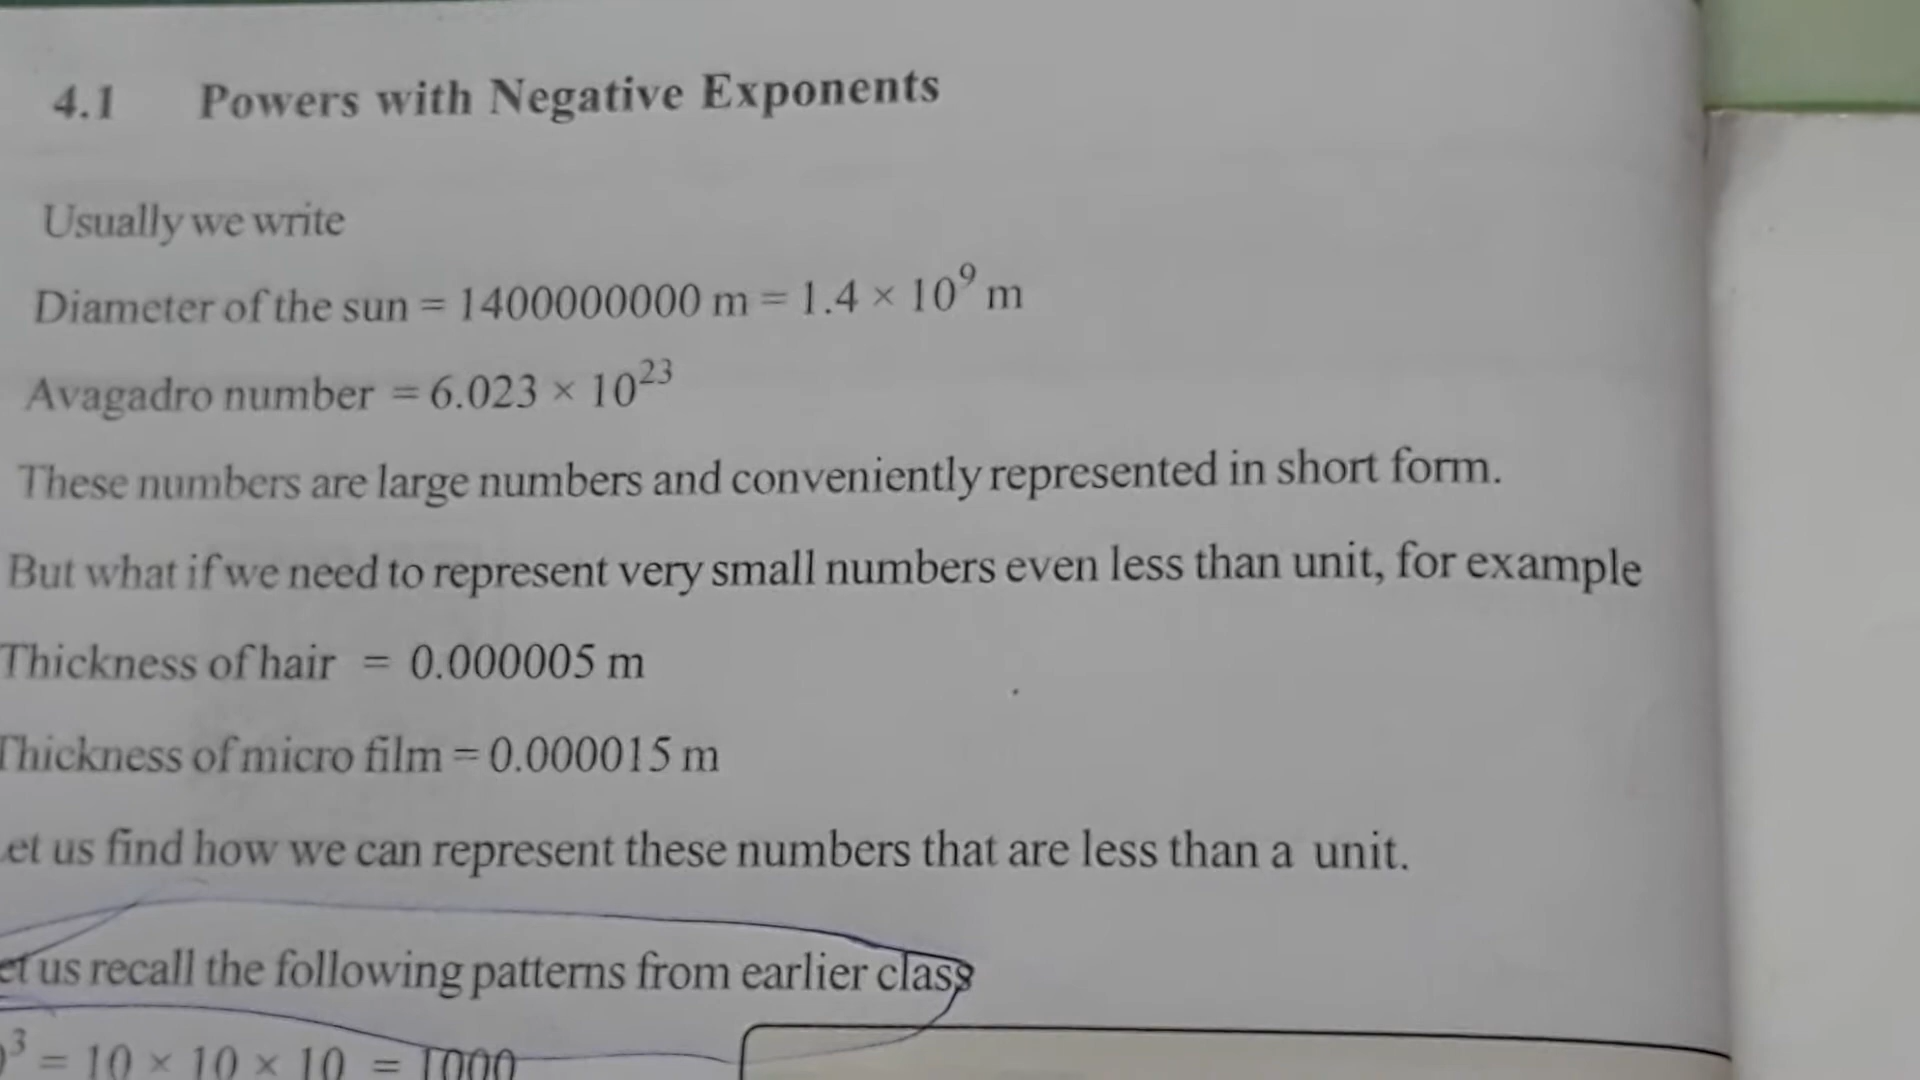 4.1 Powers with Negative Exponents
Usually we write
Diameter of the sun = 1400000000 m = 1.4 × 10⁹ m
Avagadro number = 6.023 × 10²³
These numbers are large numbers and conveniently represented in short form.
But what if we need to represent very small numbers even less than unit, for example
Thickness of hair = 0.000005 m
Thickness of micro film = 0.000015 m
et us find how we can represent these numbers that are less than a unit.
et us recall the following patterns from earlier class
0³ = 10 × 10 × 10 = 1000